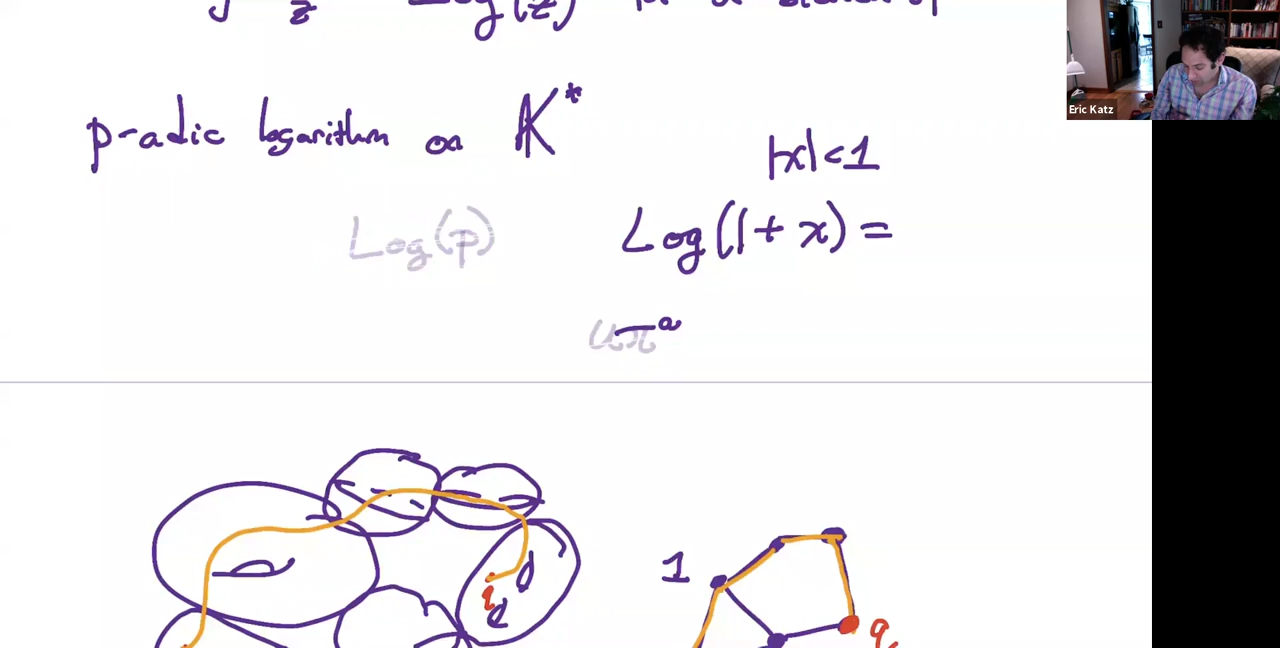 Log(z)
Eric Katz
p-adic logarithm on K*
|x| < 1
Log(p) Log(1 + x) =
uπ^a
1
q
q